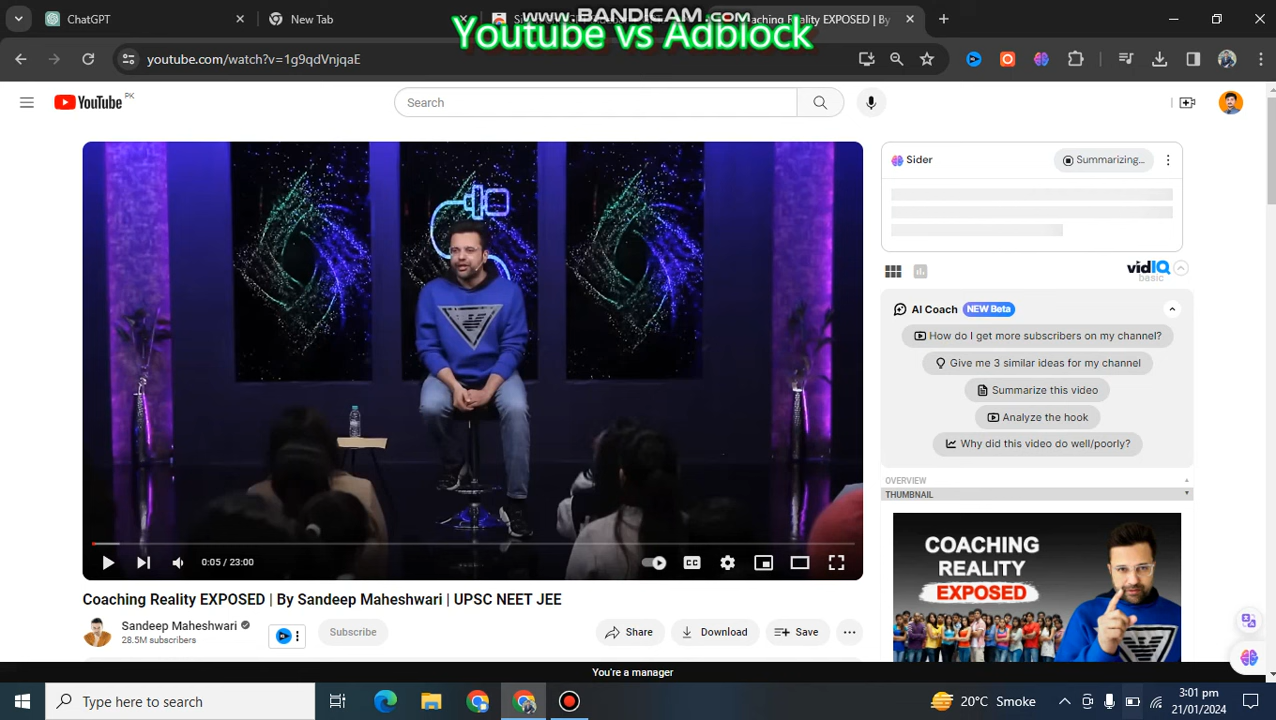 ChatGPT
New Tab
www.BANDICAM.com
Youtube vs Adblock
Coaching Reality EXPOSED | By
youtube.com/watch?v=1g9qdVnjqaE
YouTube PK
Search
Sider
Summarizing...
vidIQ
basic
AI Coach NEW Beta
How do I get more subscribers on my channel?
Give me 3 similar ideas for my channel
Summarize this video
Analyze the hook
Why did this video do well/poorly?
OVERVIEW
THUMBNAIL
COACHING
REALITY
EXPOSED
0:05 / 23:00
CC
Coaching Reality EXPOSED | By Sandeep Maheshwari | UPSC NEET JEE
Sandeep Maheshwari
28.5M subscribers
Subscribe
Share
Download
Save
You're a manager
Type here to search
20°C Smoke
3:01 pm
21/01/2024